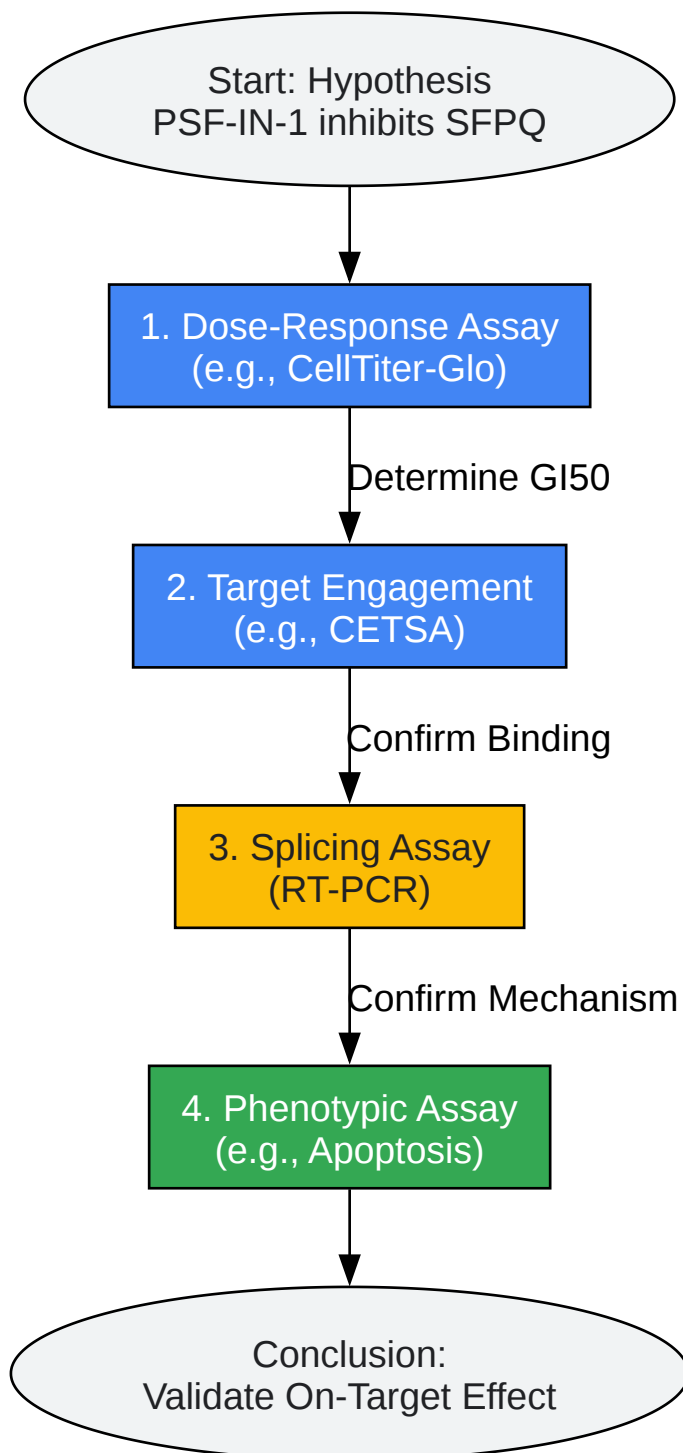 Start: Hypothesis
PSF-IN-1 inhibits SFPQ
1. Dose-Response Assay
(e.g., CellTiter-Glo)
Determine GI50
2. Target Engagement
(e.g., CETSA)
Confirm Binding
3. Splicing Assay
(RT-PCR)
Confirm Mechanism
4. Phenotypic Assay
(e.g., Apoptosis)
Conclusion:
Validate On-Target Effect